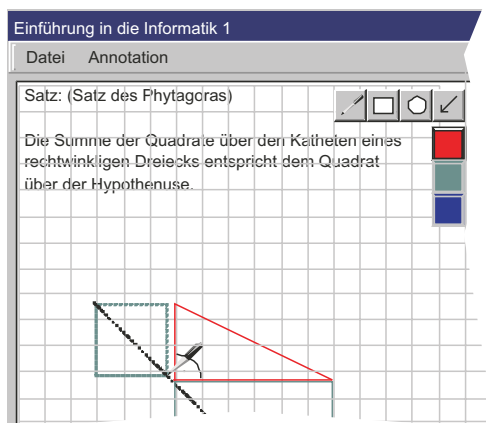 Einführung in die Informatik 1
Datei Annotation
Satz: (Satz des Phytagoras)
Die Summe der Quadrate über den Katheten eines
rechtwinkligen Dreiecks entspricht dem Quadrat
über der Hypothenuse.